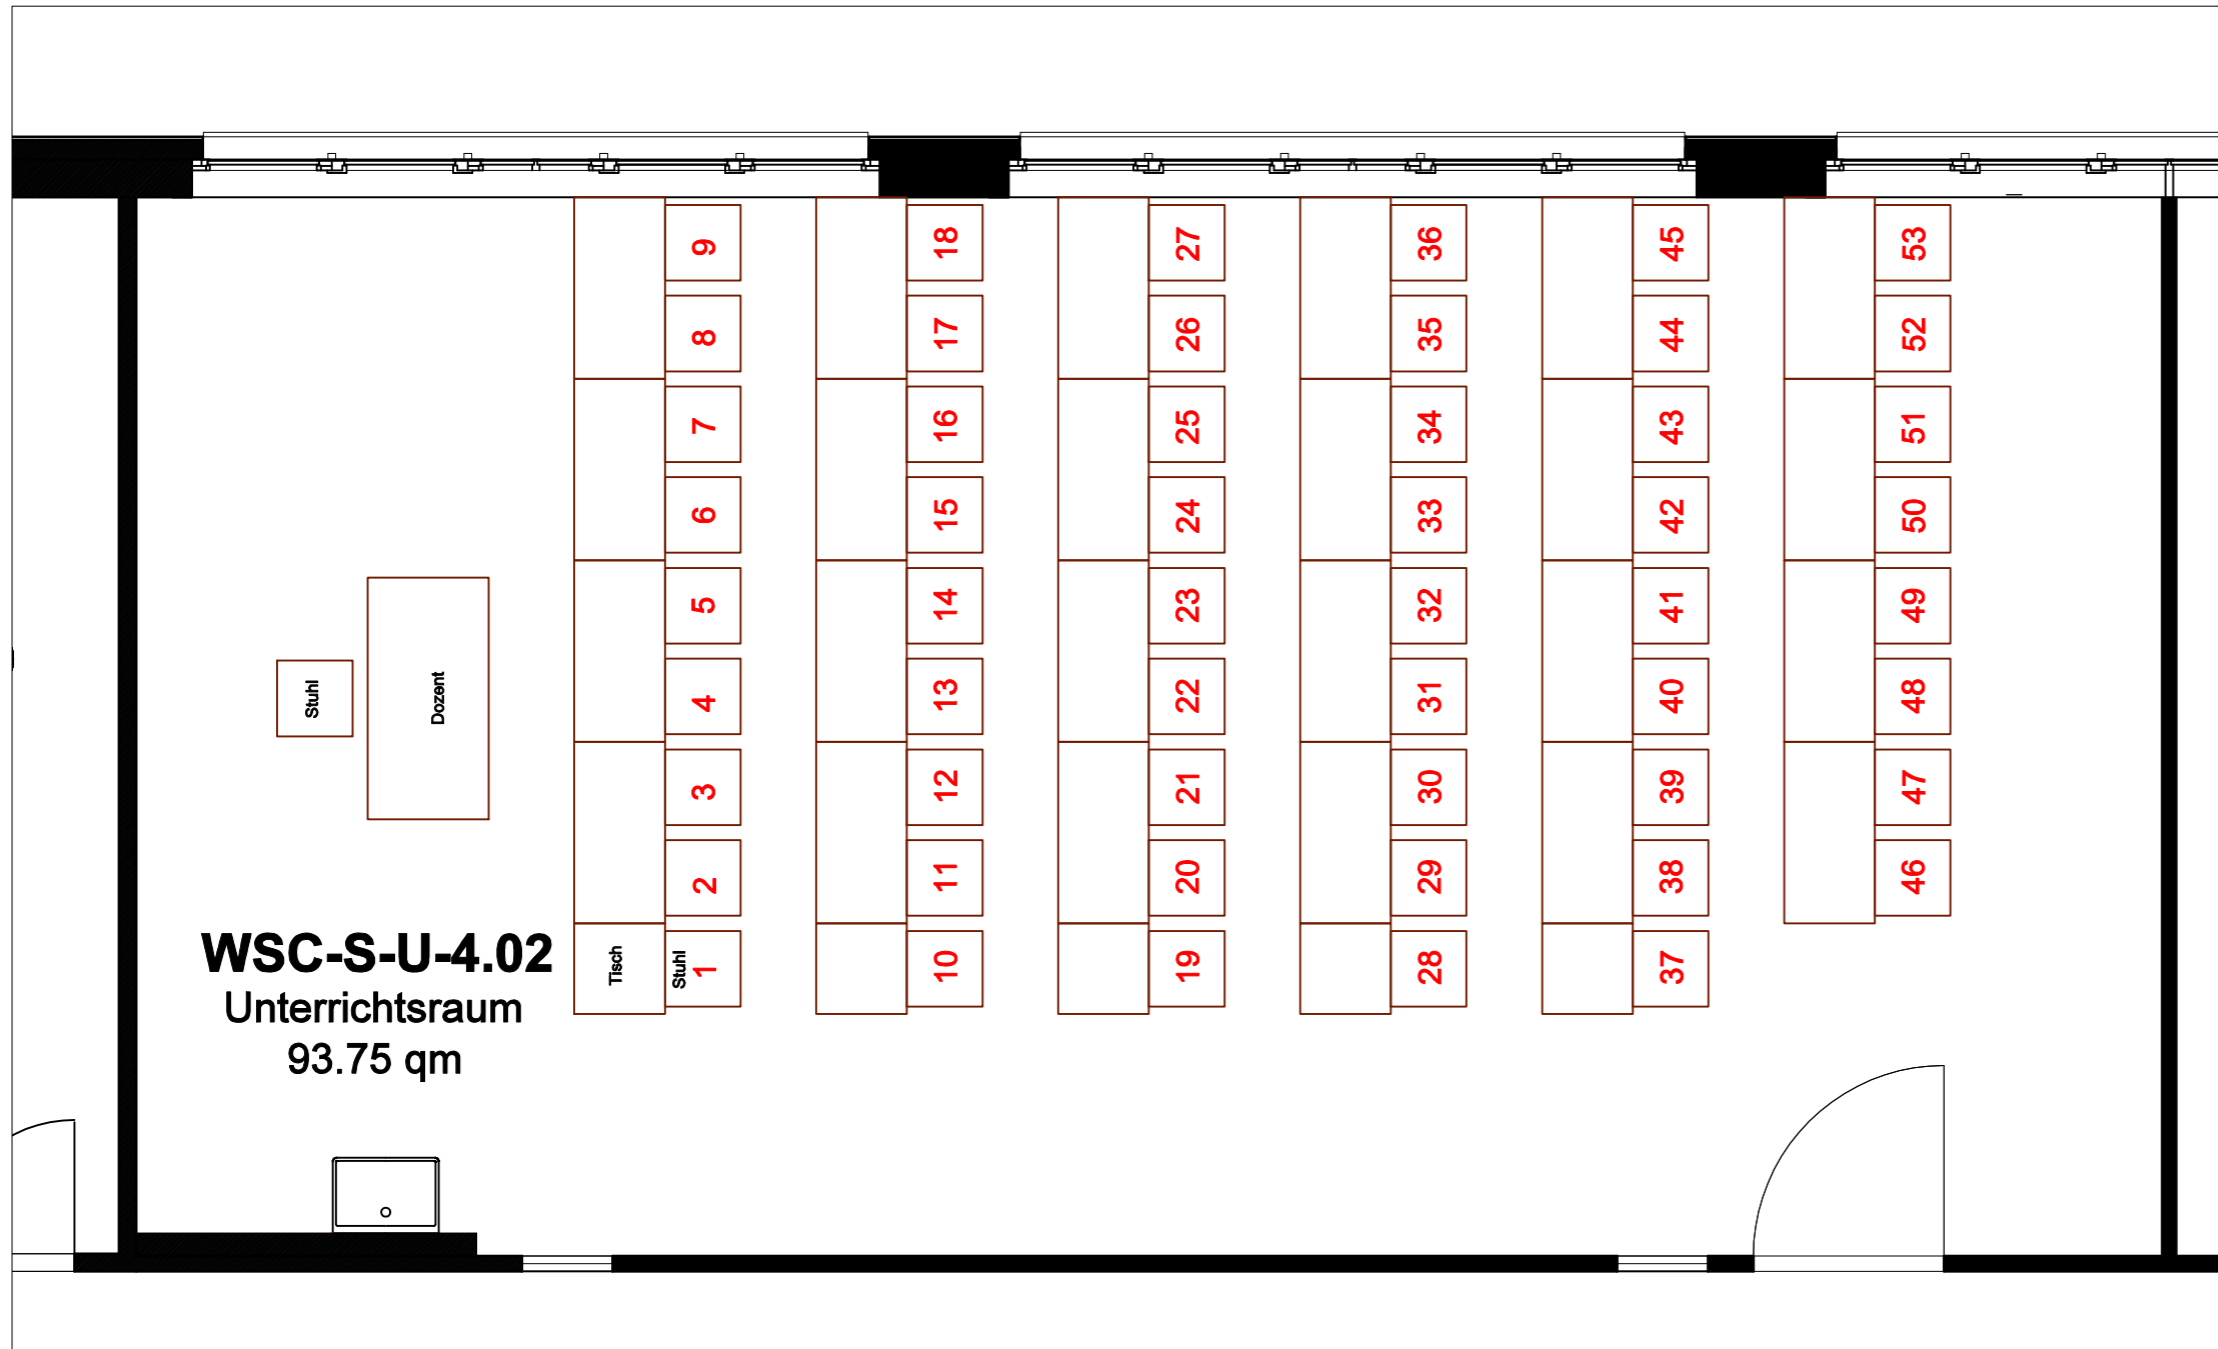 9 18 27 36 45 53
8 17 26 35 44 52
7 16 25 34 43 51
6 15 24 33 42 50
5 14 23 32 41 49
Stuhl Dozent 4 13 22 31 40 48
3 12 21 30 39 47
2 11 20 29 38 46
Tisch Stuhl 1 10 19 28 37
WSC-S-U-4.02
Unterrichtsraum
93.75 qm